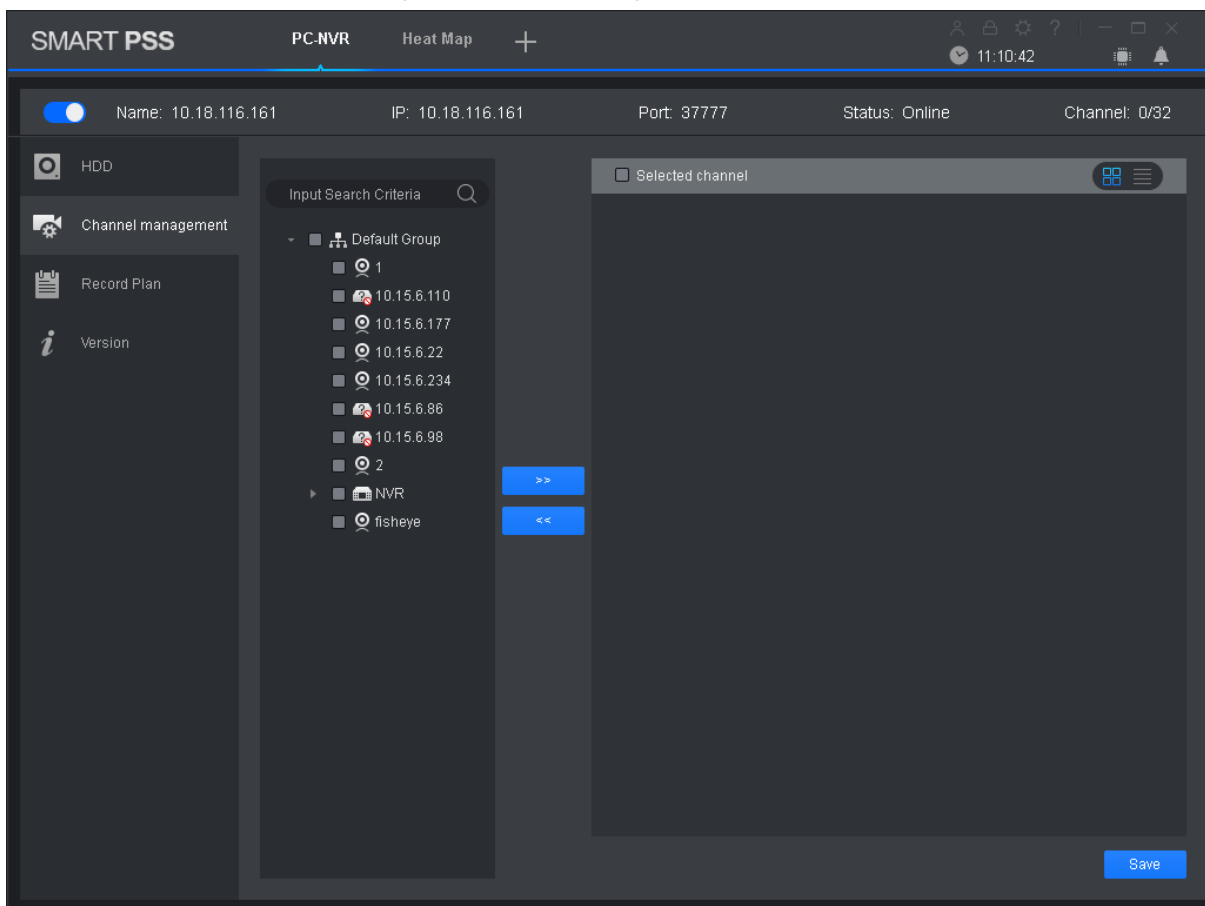 SMART PSS
PC-NVR
Heat Map
+
?
11:10:42
Name: 10.18.116.161
IP: 10.18.116.161
Port: 37777
Status: Online
Channel: 0/32
HDD
Channel management
Record Plan
Version
Input Search Criteria
Default Group
1
10.15.6.110
10.15.6.177
10.15.6.22
10.15.6.234
10.15.6.86
10.15.6.98
2
NVR
fisheye
>>
<<
Selected channel
Save